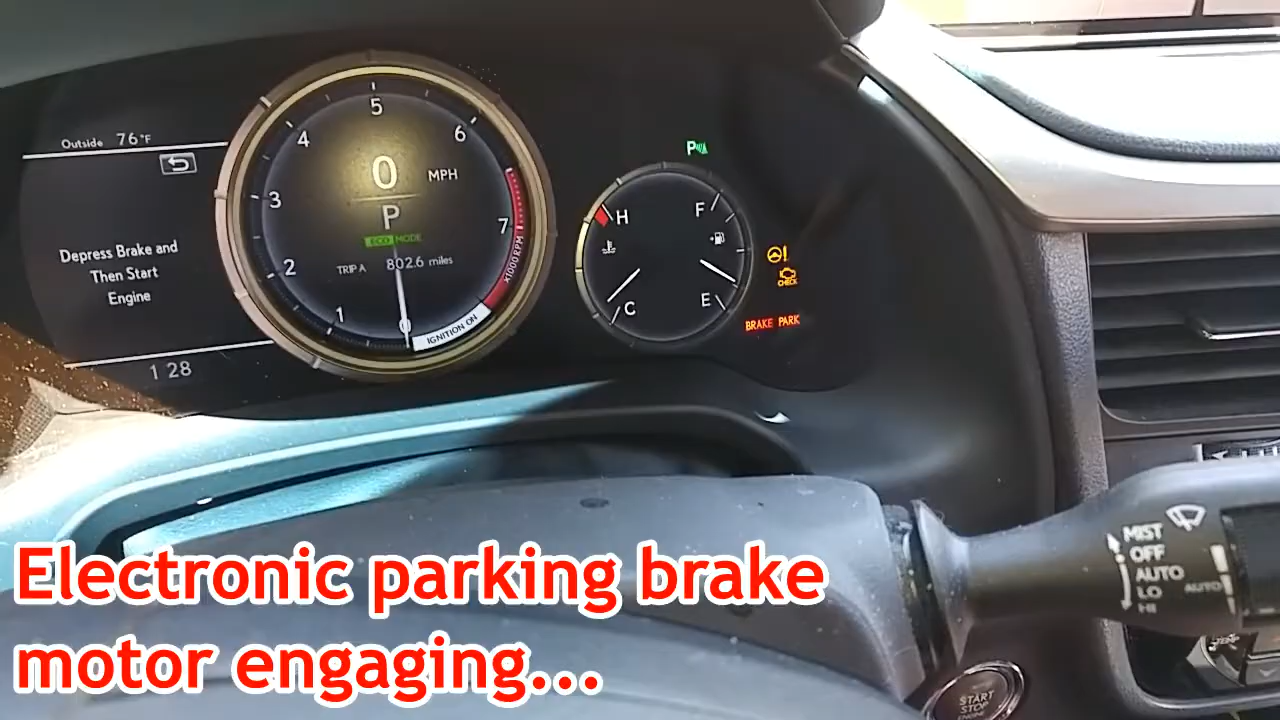 Outside 76°F
Depress Brake and
Then Start
Engine
1 28
5
4
6
3
7
2
1
0
0 MPH
P
ECO MODE
TRIP A 802.6 miles
x1000RPM
IGNITION ON
P
H
F
C
E
CHECK
BRAKE PARK
MIST
OFF
AUTO
LO
HI
AUTO
START
STOP
ENGINE
Electronic parking brake
motor engaging...